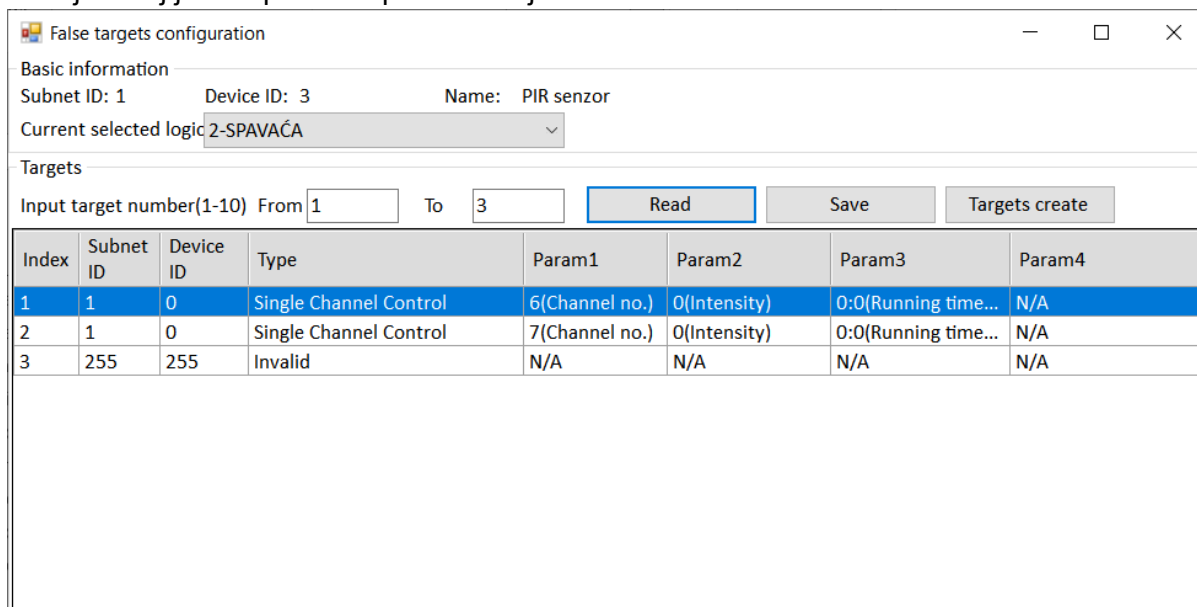 False targets configuration
Basic information
Subnet ID: 1 Device ID: 3 Name: PIR senzor
Current selected logic 2-SPAVAĆA
Targets
Input target number(1-10) From 1 To 3 Read Save Targets create
Index Subnet ID Device ID Type Param1 Param2 Param3 Param4
1 1 0 Single Channel Control 6(Channel no.) 0(Intensity) 0:0(Running time... N/A
2 1 0 Single Channel Control 7(Channel no.) 0(Intensity) 0:0(Running time... N/A
3 255 255 Invalid N/A N/A N/A N/A